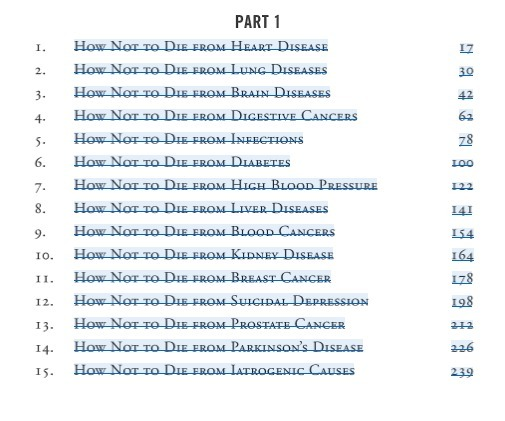 PART 1
1. How Not to Die from Heart Disease 17
2. How Not to Die from Lung Diseases 30
3. How Not to Die from Brain Diseases 42
4. How Not to Die from Digestive Cancers 62
5. How Not to Die from Infections 78
6. How Not to Die from Diabetes 100
7. How Not to Die from High Blood Pressure 122
8. How Not to Die from Liver Diseases 141
9. How Not to Die from Blood Cancers 154
10. How Not to Die from Kidney Disease 164
11. How Not to Die from Breast Cancer 178
12. How Not to Die from Suicidal Depression 198
13. How Not to Die from Prostate Cancer 212
14. How Not to Die from Parkinson's Disease 226
15. How Not to Die from Iatrogenic Causes 239